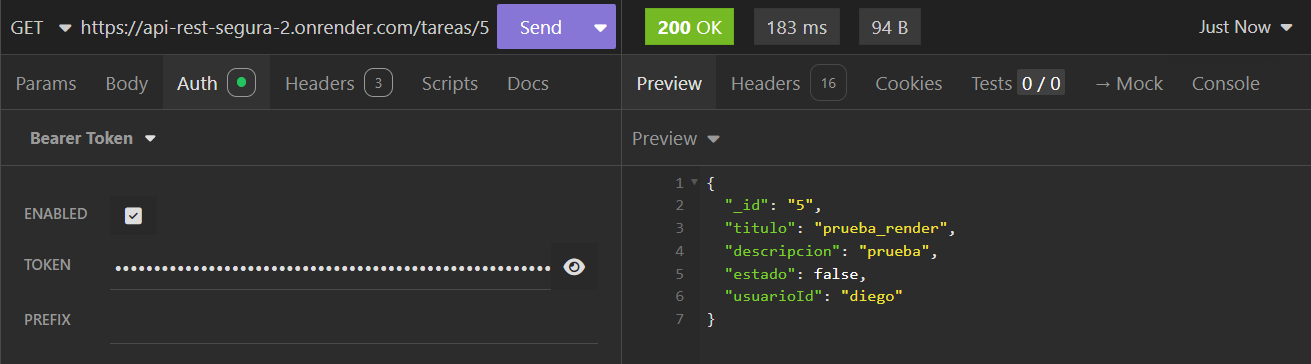 GET https://api-rest-segura-2.onrender.com/tareas/5 Send 200 OK 183 ms 94 B Just Now
Params Body Auth Headers 3 Scripts Docs Preview Headers 16 Cookies Tests 0 / 0 → Mock Console
Bearer Token Preview
ENABLED
TOKEN ••••••••••••••••••••••••••••••••••••••••••••••••••••••••
PREFIX
1 {
2 "_id": "5",
3 "titulo": "prueba_render",
4 "descripcion": "prueba",
5 "estado": false,
6 "usuarioId": "diego"
7 }